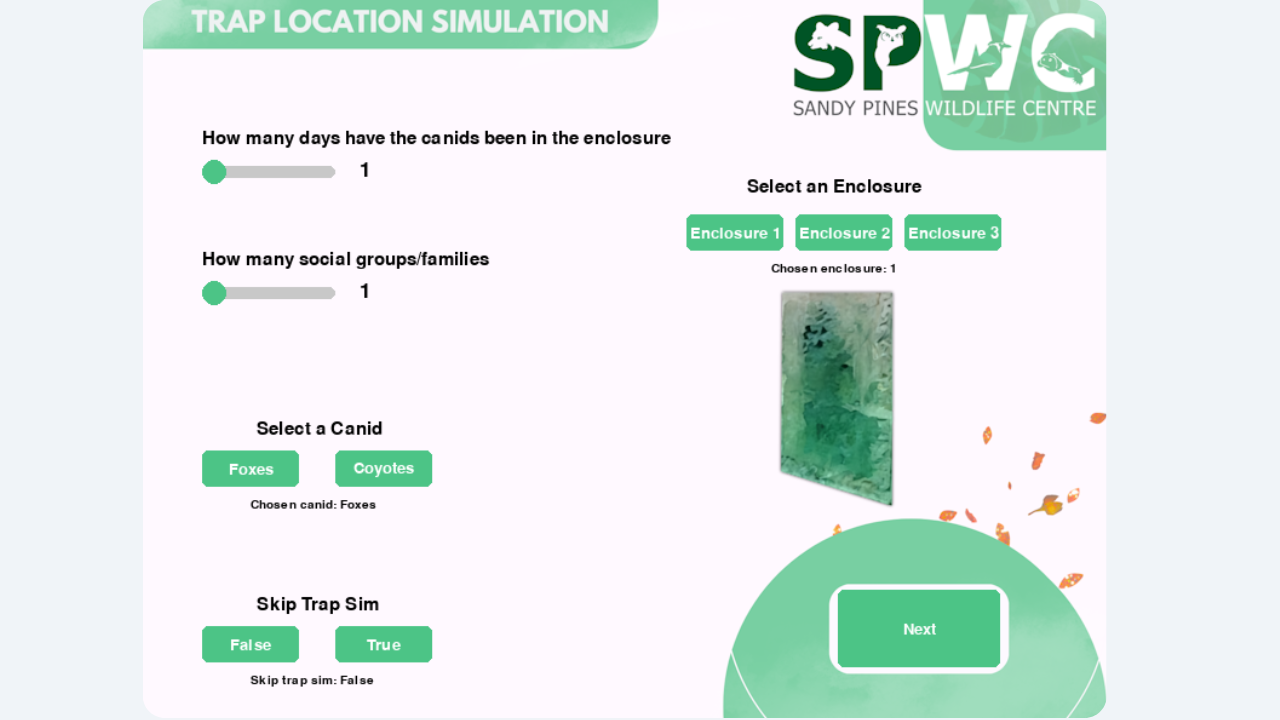 TRAP LOCATION SIMULATION
SPWC
SANDY PINES WILDLIFE CENTRE
How many days have the canids been in the enclosure
1
Select an Enclosure
Enclosure 1 Enclosure 2 Enclosure 3
Chosen enclosure: 1
How many social groups/families
1
Select a Canid
Foxes Coyotes
Chosen canid: Foxes
Skip Trap Sim
False True
Skip trap sim: False
Next